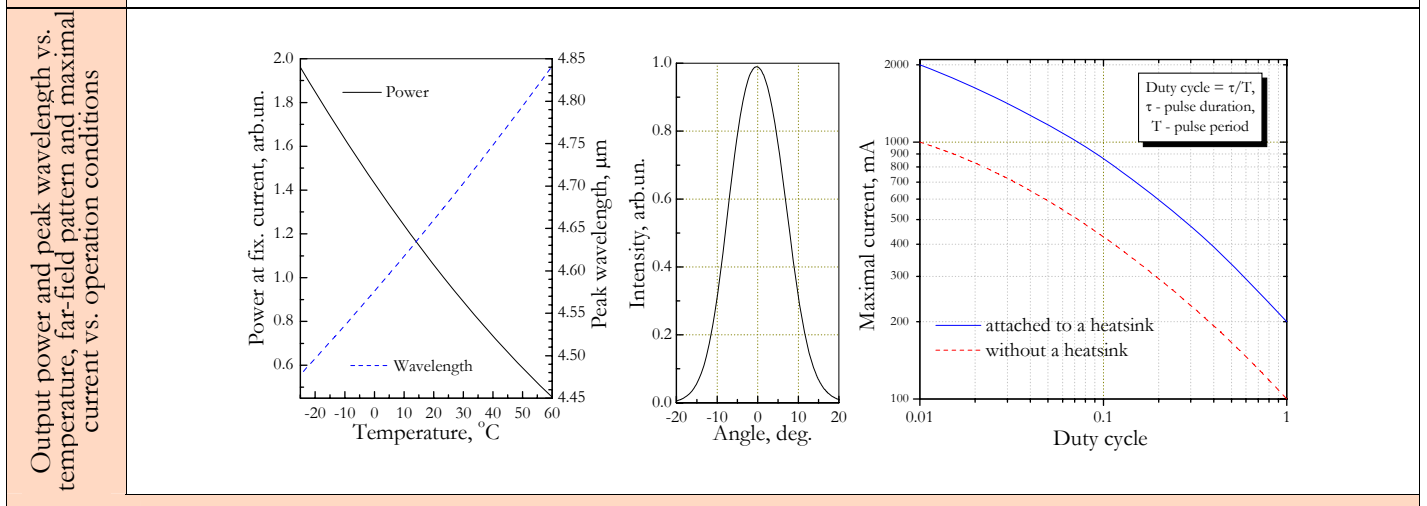 Output power and peak wavelength vs.
temperature, far-field pattern and maximal
current vs. operation conditions
2.0
1.8
1.6
1.4
1.2
1.0
0.8
0.6
Power at fix. current, arb.un.
Power
Wavelength
4.85
4.80
4.75
4.70
4.65
4.60
4.55
4.50
4.45
Peak wavelength, μm
-20 -10 0 10 20 30 40 50 60
Temperature, °C
1.0
0.8
0.6
0.4
0.2
0.0
Intensity, arb.un.
-20 -10 0 10 20
Angle, deg.
2000
1000
900
800
700
600
500
400
300
200
100
Maximal current, mA
Duty cycle = τ/T,
τ - pulse duration,
T - pulse period
attached to a heatsink
without a heatsink
0.01 0.1 1
Duty cycle